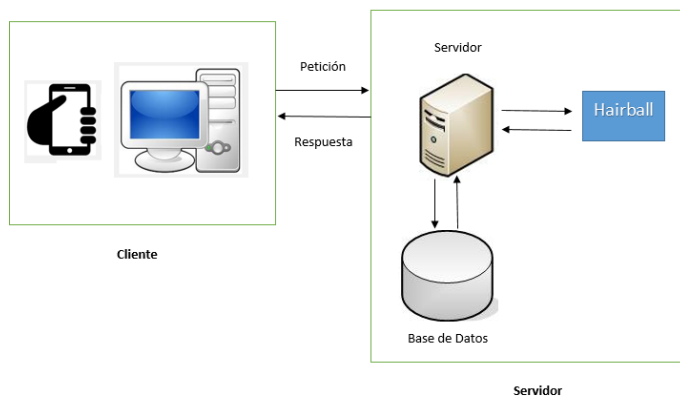 Servidor
Petición
Respuesta
Hairball
Cliente
Base de Datos
Servidor